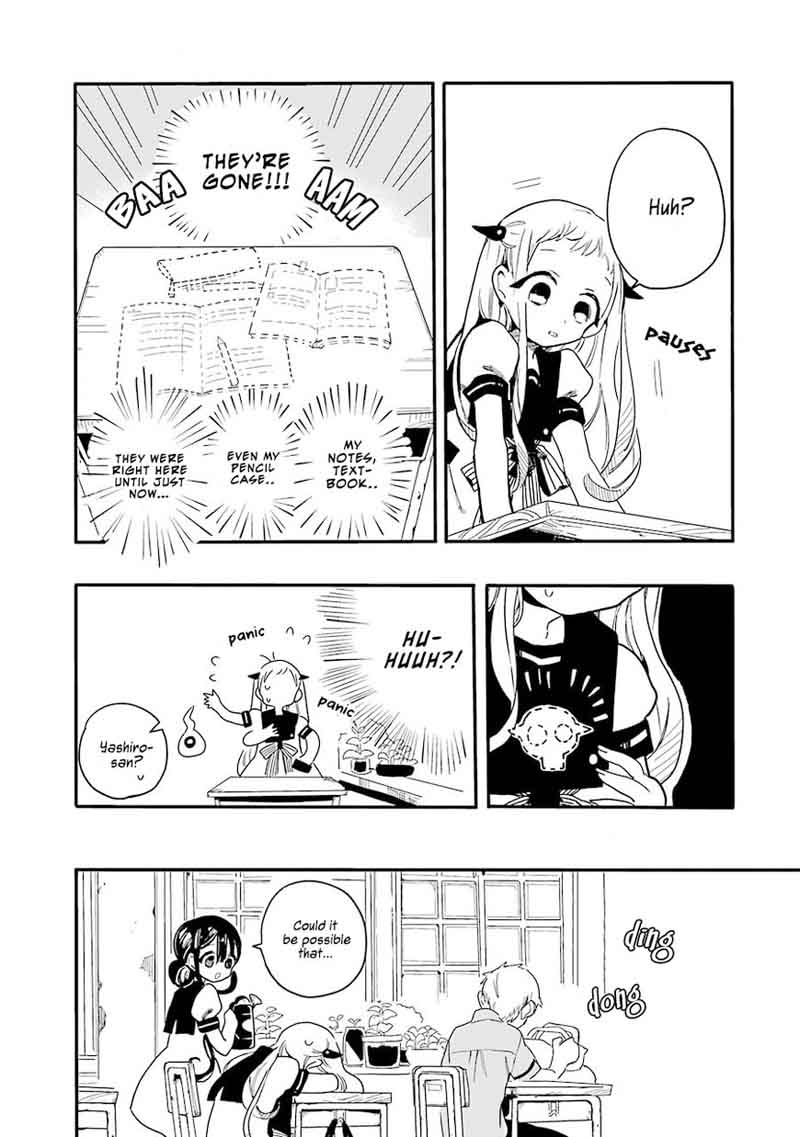 Huh?
pauses
THEY'RE
GONE!!!
BAA
AAM
MY
NOTES,
TEXT-
BOOK..
EVEN MY
PENCIL
CASE..
THEY WERE
RIGHT HERE
UNTIL JUST
NOW...
HU-
HUUH?!
panic
panic
Yashiro-
san?
Could it
be possible
that...
ding
dong